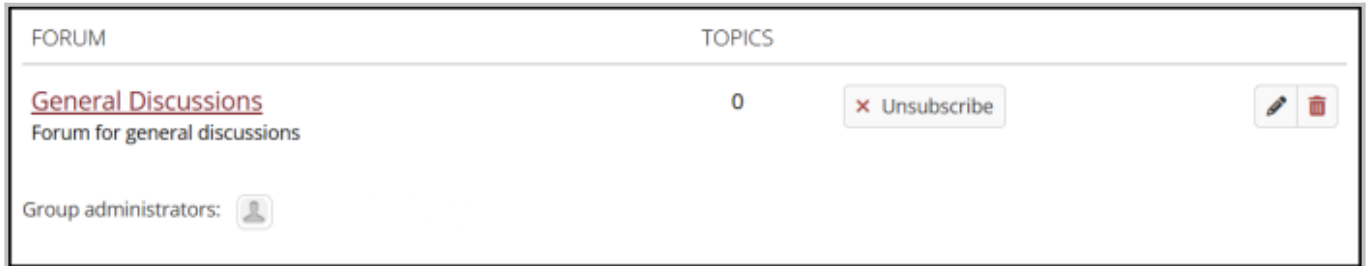 FORUM TOPICS
General Discussions 0 Unsubscribe
Forum for general discussions
Group administrators: